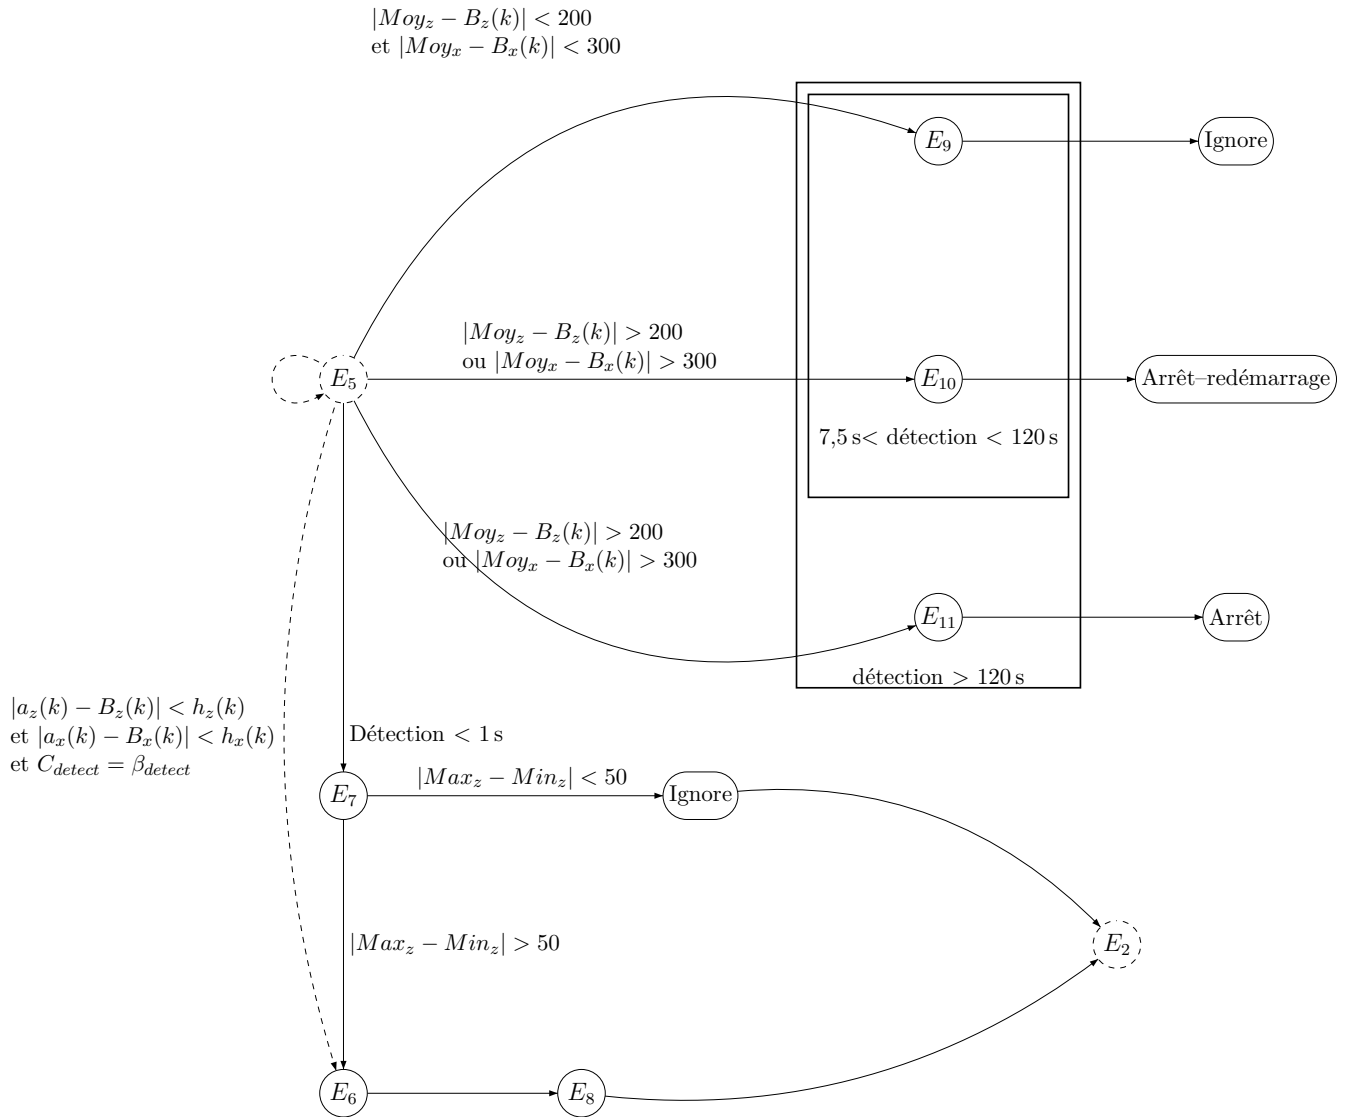 |Moy_z − B_z(k)| < 200
et |Moy_x − B_x(k)| < 300
E_9
Ignore
|Moy_z − B_z(k)| > 200
ou |Moy_x − B_x(k)| > 300
E_5
E_10
Arrêt–redémarrage
7,5 s< détection < 120 s
|Moy_z − B_z(k)| > 200
ou |Moy_x − B_x(k)| > 300
E_11
Arrêt
détection > 120 s
|a_z(k) − B_z(k)| < h_z(k)
et |a_x(k) − B_x(k)| < h_x(k)
et C_detect = β_detect
Détection < 1 s
E_7
|Max_z − Min_z| < 50
Ignore
|Max_z − Min_z| > 50
E_2
E_6
E_8